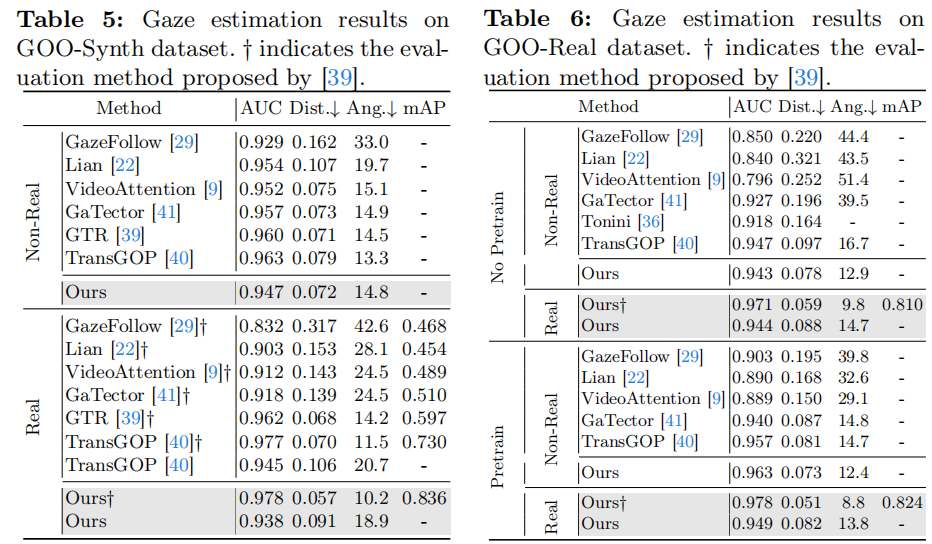 Table 5: Gaze estimation results on
GOO-Synth dataset. † indicates the eval-
uation method proposed by [39].
Method AUC Dist.↓ Ang.↓ mAP
Non-Real
GazeFollow [29] 0.929 0.162 33.0 -
Lian [22] 0.954 0.107 19.7 -
VideoAttention [9] 0.952 0.075 15.1 -
GaTector [41] 0.957 0.073 14.9 -
GTR [39] 0.960 0.071 14.5 -
TransGOP [40] 0.963 0.079 13.3 -
Ours 0.947 0.072 14.8 -
Real
GazeFollow [29]† 0.832 0.317 42.6 0.468
Lian [22]† 0.903 0.153 28.1 0.454
VideoAttention [9]† 0.912 0.143 24.5 0.489
GaTector [41]† 0.918 0.139 24.5 0.510
GTR [39]† 0.962 0.068 14.2 0.597
TransGOP [40]† 0.977 0.070 11.5 0.730
TransGOP [40] 0.945 0.106 20.7 -
Ours† 0.978 0.057 10.2 0.836
Ours 0.938 0.091 18.9 -
Table 6: Gaze estimation results on
GOO-Real dataset. † indicates the eval-
uation method proposed by [39].
Method AUC Dist.↓ Ang.↓ mAP
No Pretrain
Non-Real
GazeFollow [29] 0.850 0.220 44.4 -
Lian [22] 0.840 0.321 43.5 -
VideoAttention [9] 0.796 0.252 51.4 -
GaTector [41] 0.927 0.196 39.5 -
Tonini [36] 0.918 0.164 - -
TransGOP [40] 0.947 0.097 16.7 -
Ours 0.943 0.078 12.9 -
Real
Ours† 0.971 0.059 9.8 0.810
Ours 0.944 0.088 14.7 -
Pretrain
Non-Real
GazeFollow [29] 0.903 0.195 39.8 -
Lian [22] 0.890 0.168 32.6 -
VideoAttention [9] 0.889 0.150 29.1 -
GaTector [41] 0.940 0.087 14.8 -
TransGOP [40] 0.957 0.081 14.7 -
Ours 0.963 0.073 12.4 -
Real
Ours† 0.978 0.051 8.8 0.824
Ours 0.949 0.082 13.8 -